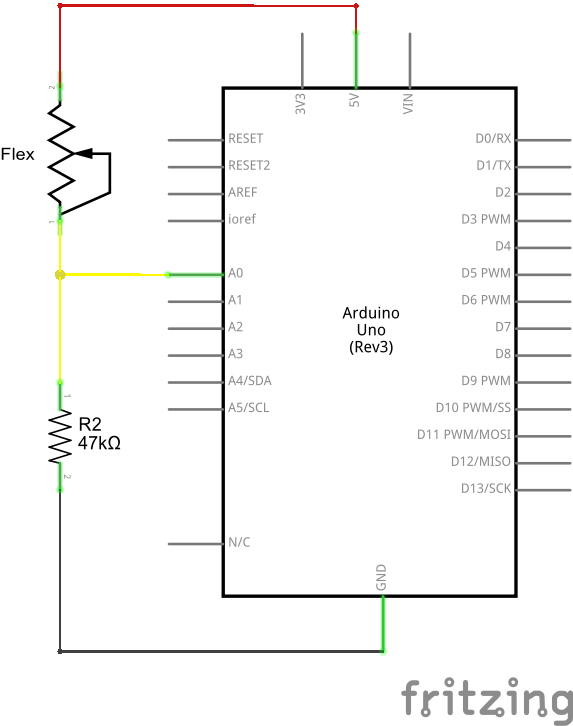 3V3
5V
VIN
2
Flex
1
RESET
RESET2
AREF
ioref
A0
A1
A2
A3
A4/SDA
A5/SCL
N/C
Arduino
Uno
(Rev3)
D0/RX
D1/TX
D2
D3 PWM
D4
D5 PWM
D6 PWM
D7
D8
D9 PWM
D10 PWM/SS
D11 PWM/MOSI
D12/MISO
D13/SCK
1
R2
47kΩ
2
GND
fritzing